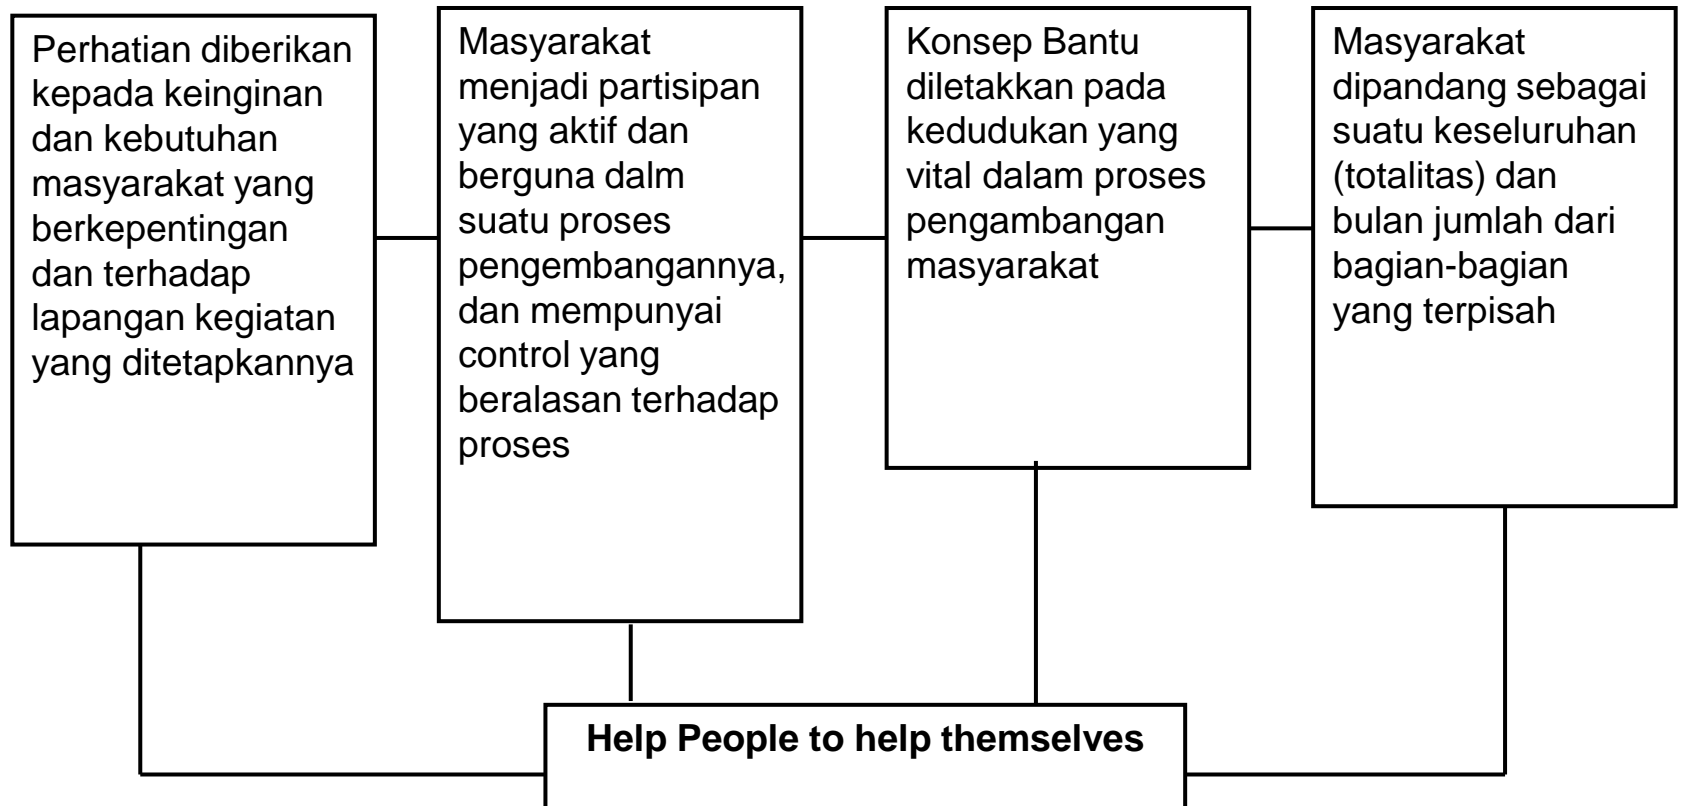 Perhatian diberikan
kepada keinginan
dan kebutuhan
masyarakat yang
berkepentingan
dan terhadap
lapangan kegiatan
yang ditetapkannya
Masyarakat
menjadi partisipan
yang aktif dan
berguna dalm
suatu proses
pengembangannya,
dan mempunyai
control yang
beralasan terhadap
proses
Konsep Bantu
diletakkan pada
kedudukan yang
vital dalam proses
pengambangan
masyarakat
Masyarakat
dipandang sebagai
suatu keseluruhan
(totalitas) dan
bulan jumlah dari
bagian-bagian
yang terpisah
Help People to help themselves